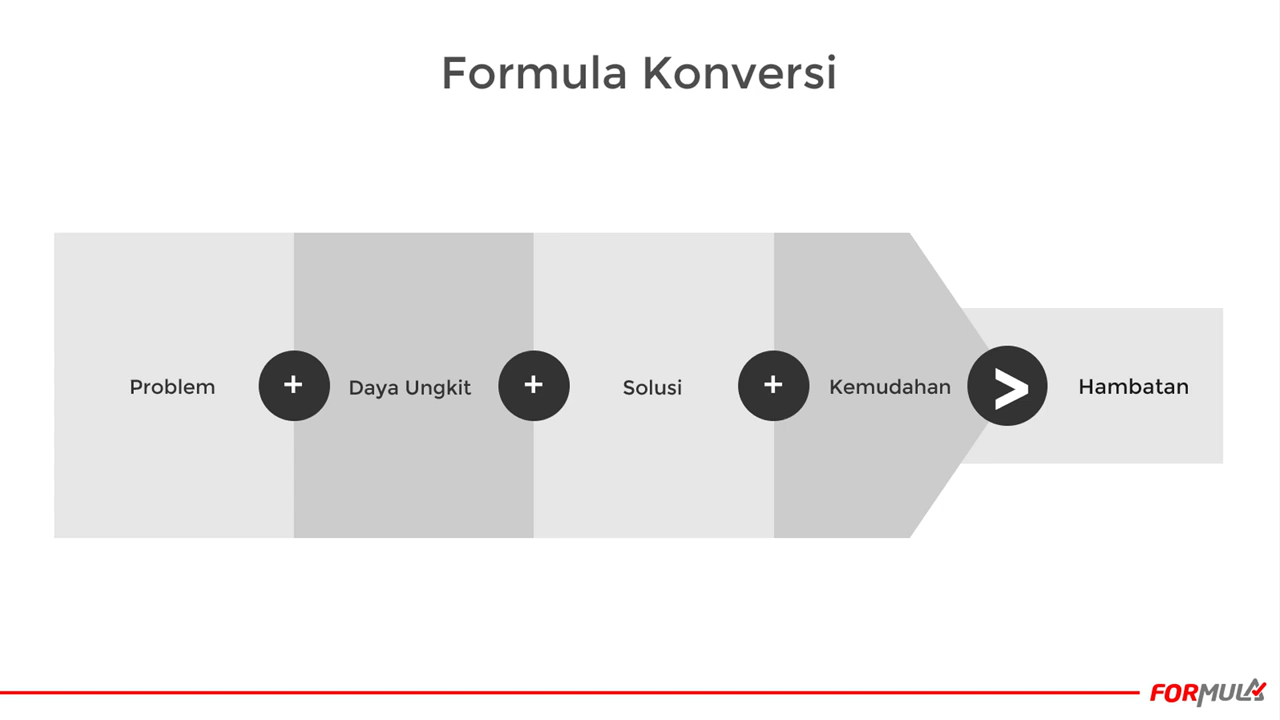 Formula Konversi
Problem + Daya Ungkit + Solusi + Kemudahan > Hambatan
FORMULA